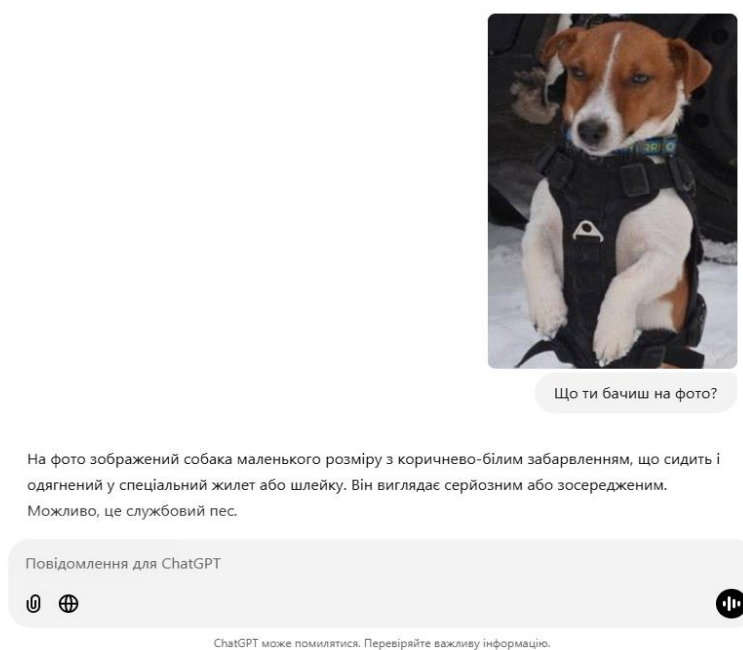 Що ти бачиш на фото?
На фото зображений собака маленького розміру з коричнево-білим забарвленням, що сидить і
одягнений у спеціальний жилет або шлейку. Він виглядає серйозним або зосередженим.
Можливо, це службовий пес.
Повідомлення для ChatGPT
ChatGPT може помилятися. Перевіряйте важливу інформацію.